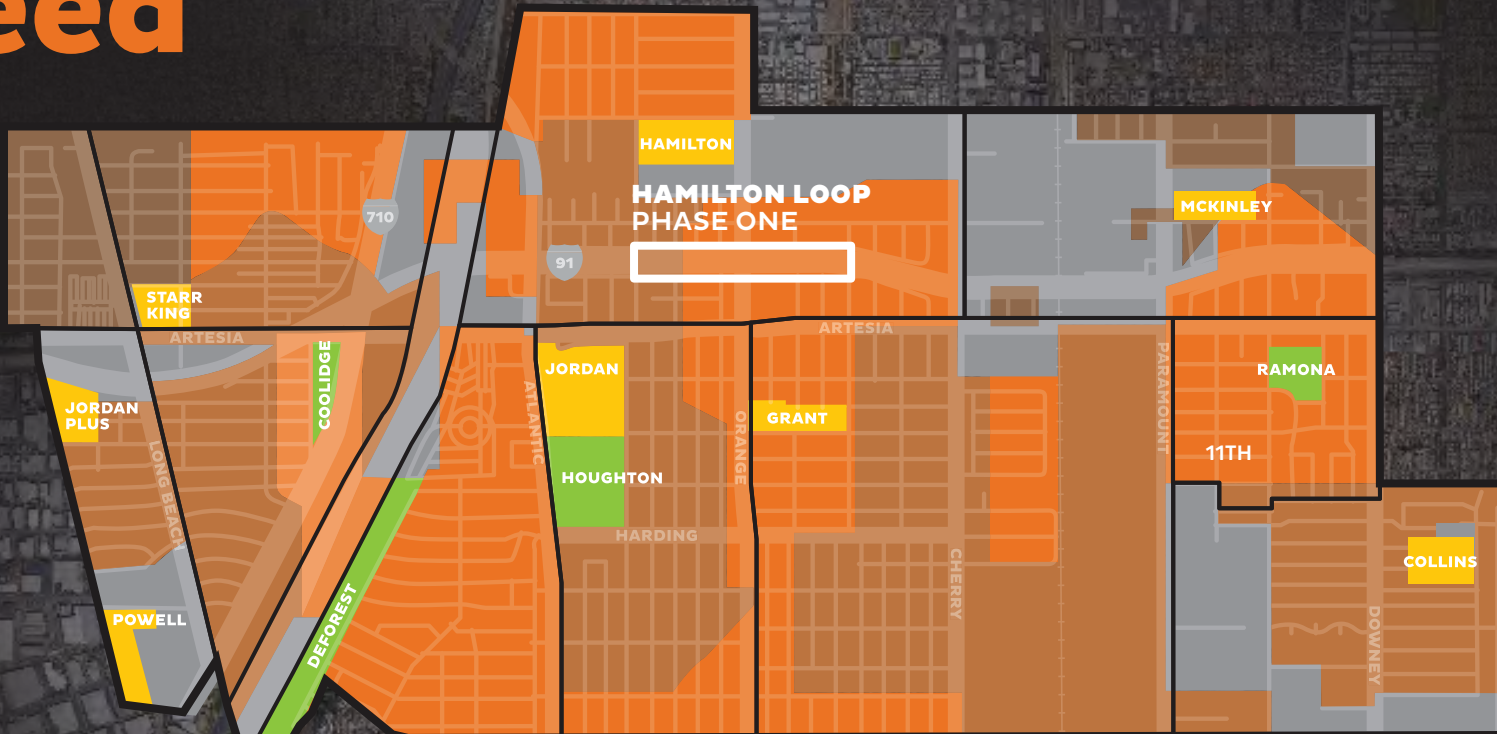 eed
HAMILTON
HAMILTON LOOP
PHASE ONE
710
91
MCKINLEY
STARR
KING
ARTESIA
ARTESIA
COOLIDGE
JORDAN
ATLANTIC
ORANGE
GRANT
PARAMOUNT
RAMONA
JORDAN
PLUS
LONG BEACH
11TH
HOUGHTON
HARDING
CHERRY
COLLINS
POWELL
DEFOREST
DOWNEY